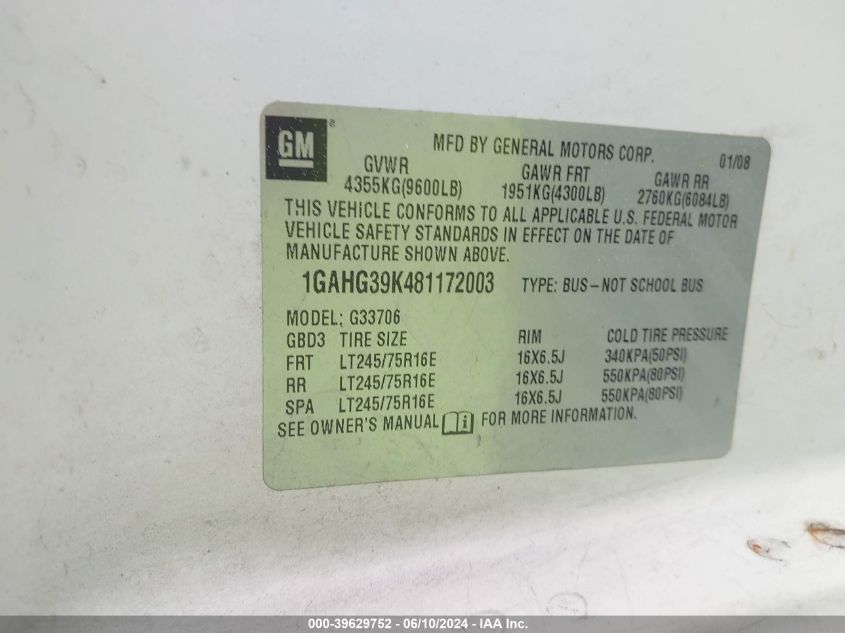 GM
MFD BY GENERAL MOTORS CORP. 01/08
GVWR GAWR FRT GAWR RR
4355KG(9600LB) 1951KG(4300LB) 2760KG(6084LB)
THIS VEHICLE CONFORMS TO ALL APPLICABLE U.S. FEDERAL MOTOR
VEHICLE SAFETY STANDARDS IN EFFECT ON THE DATE OF
MANUFACTURE SHOWN ABOVE.
1GAHG39K481172003 TYPE: BUS–NOT SCHOOL BUS
MODEL: G33706
GBD3 TIRE SIZE RIM COLD TIRE PRESSURE
FRT LT245/75R16E 16X6.5J 340KPA(50PSI)
RR LT245/75R16E 16X6.5J 550KPA(80PSI)
SPA LT245/75R16E 16X6.5J 550KPA(80PSI)
SEE OWNER'S MANUAL i FOR MORE INFORMATION.
000-39629752 / 06/10/2024 - IAA Inc.